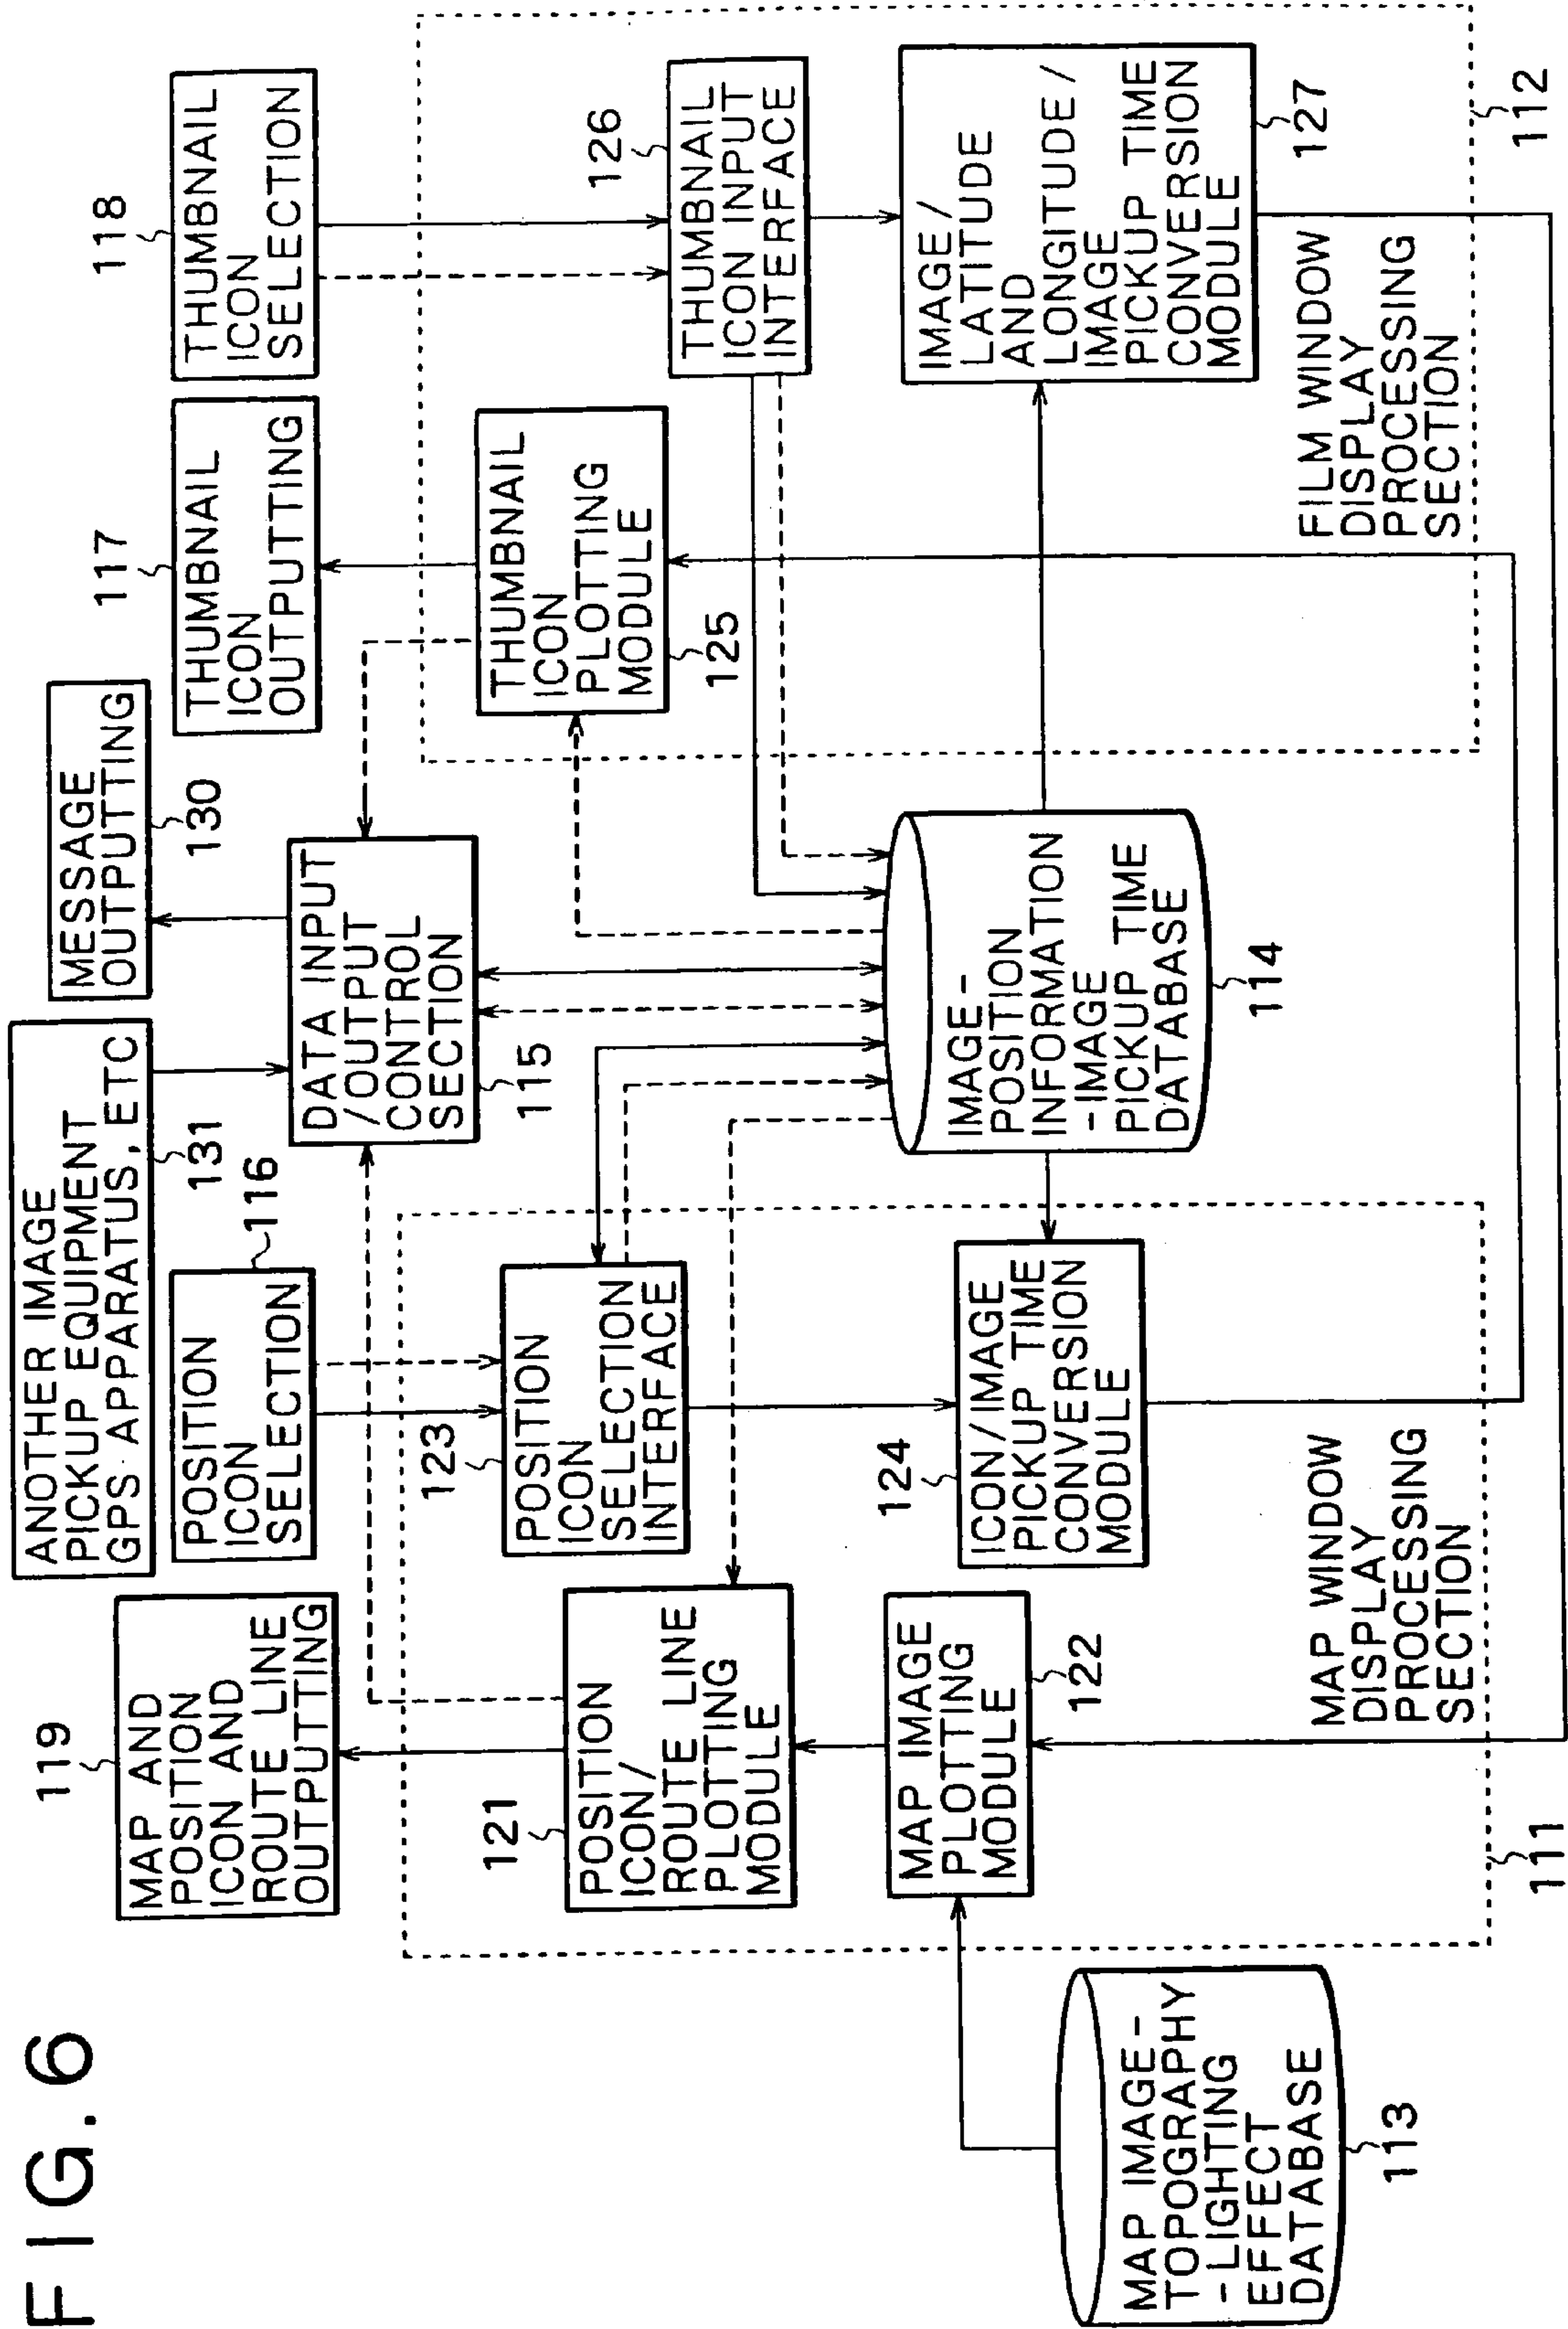 FIG. 6
119
MAP AND
POSITION
ICON AND
ROUTE LINE
OUTPUTTING
ANOTHER IMAGE
PICKUP EQUIPMENT
GPS APPARATUS, ETC
131
POSITION
ICON
SELECTION
116
MESSAGE
OUTPUTTING
130
117
THUMBNAIL
ICON
OUTPUTTING
118
THUMBNAIL
ICON
SELECTION
DATA INPUT
/OUTPUT
CONTROL
SECTION
115
121
POSITION
ICON/
ROUTE LINE
PLOTTING
MODULE
123
POSITION
ICON
SELECTION
INTERFACE
THUMBNAIL
ICON
PLOTTING
MODULE
125
126
THUMBNAIL
ICON INPUT
INTERFACE
MAP IMAGE
PLOTTING
MODULE
122
124
ICON/IMAGE
PICKUP TIME
CONVERSION
MODULE
IMAGE-
POSITION
INFORMATION
-IMAGE
PICKUP TIME
DATABASE
114
IMAGE/
LATITUDE
AND
LONGITUDE/
IMAGE
PICKUP TIME
CONVERSION
MODULE
127
MAP IMAGE-
TOPOGRAPHY
-LIGHTING
EFFECT
DATABASE
113
MAP WINDOW
DISPLAY
PROCESSING
SECTION
111
FILM WINDOW
DISPLAY
PROCESSING
SECTION
112